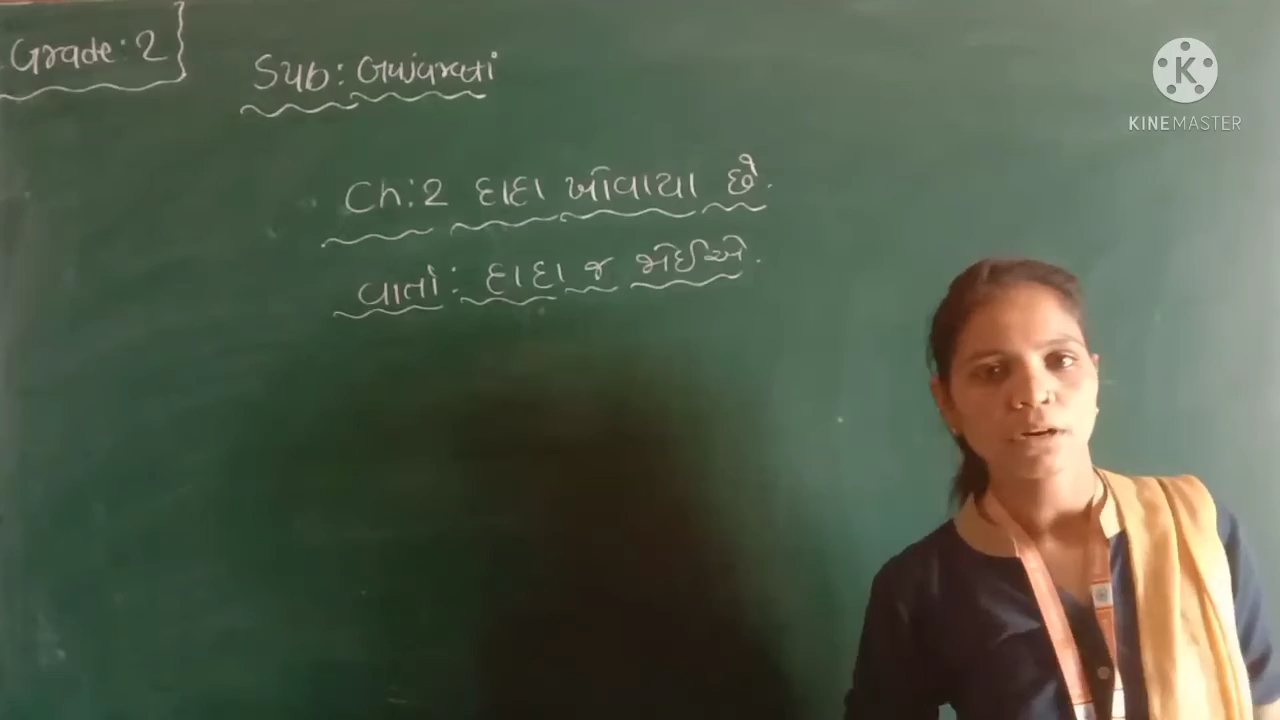 Grade: 2
Sub: Gujarati
Ch: 2 દાદા ખોવાયા છે.
વાર્તા: દાદા જ જોઈએ.
KINEMASTER